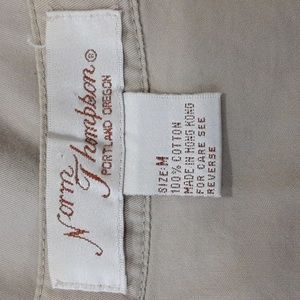 Norm
Thompson®
PORTLAND OREGON
SIZE: M
100% COTTON
MADE IN HONG KONG
FOR CARE SEE
REVERSE